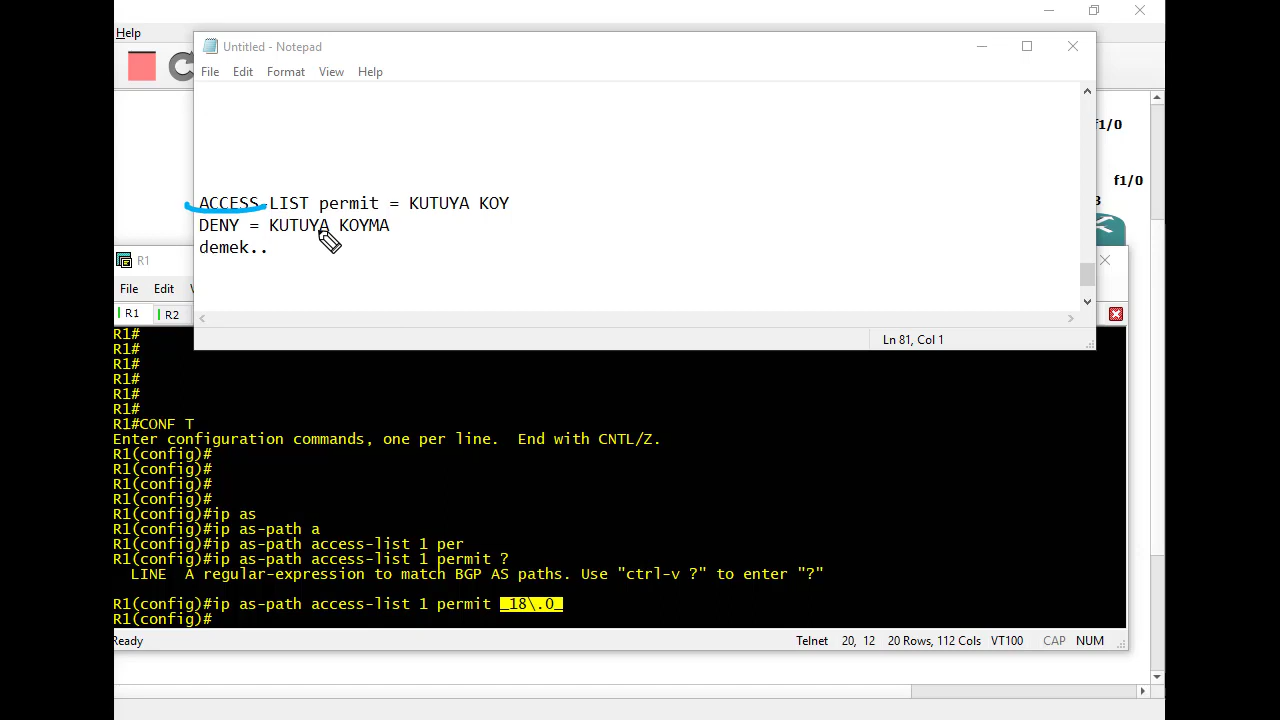 Help
Untitled - Notepad
File Edit Format View Help
f1/0
f1/0
3
ACCESS-LIST permit = KUTUYA KOY
DENY = KUTUYA KOYMA
demek..
Ln 81, Col 1
R1
File Edit
R1 R2
R1#
R1#
R1#
R1#
R1#
R1#
R1#CONF T
Enter configuration commands, one per line.  End with CNTL/Z.
R1(config)#
R1(config)#
R1(config)#
R1(config)#
R1(config)#ip as
R1(config)#ip as-path a
R1(config)#ip as-path access-list 1 per
R1(config)#ip as-path access-list 1 permit ?
LINE  A regular-expression to match BGP AS paths. Use "ctrl-v ?" to enter "?"
R1(config)#ip as-path access-list 1 permit _18\.0_
R1(config)#
Ready Telnet 20, 12 20 Rows, 112 Cols VT100 CAP NUM